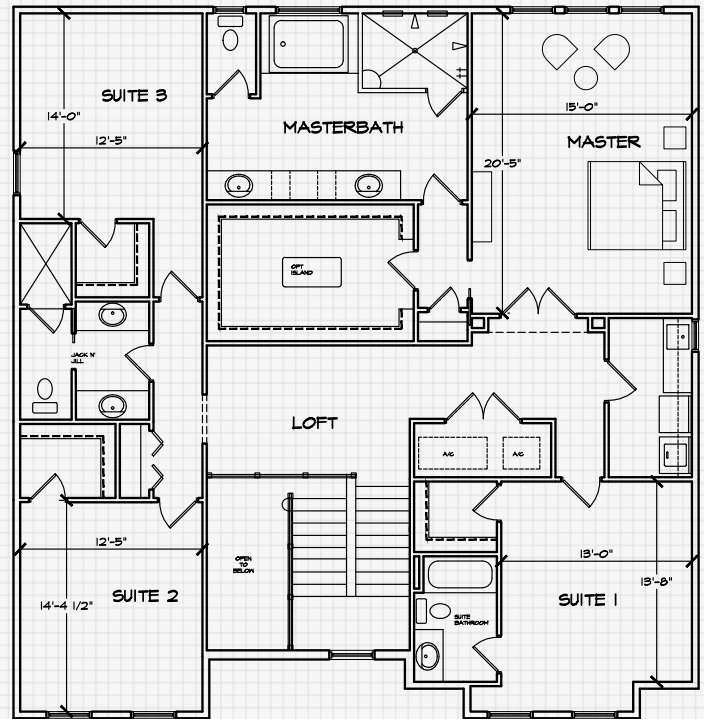 SUITE 3
14'-0"
12'-5"
MASTERBATH
15'-0"
MASTER
20'-5"
OPT
ISLAND
JACK N'
JILL
LOFT
A/C
A/C
OPEN
TO
BELOW
12'-5"
14'-4 1/2"
SUITE 2
13'-0"
13'-8"
SUITE 1
SUITE
BATHROOM